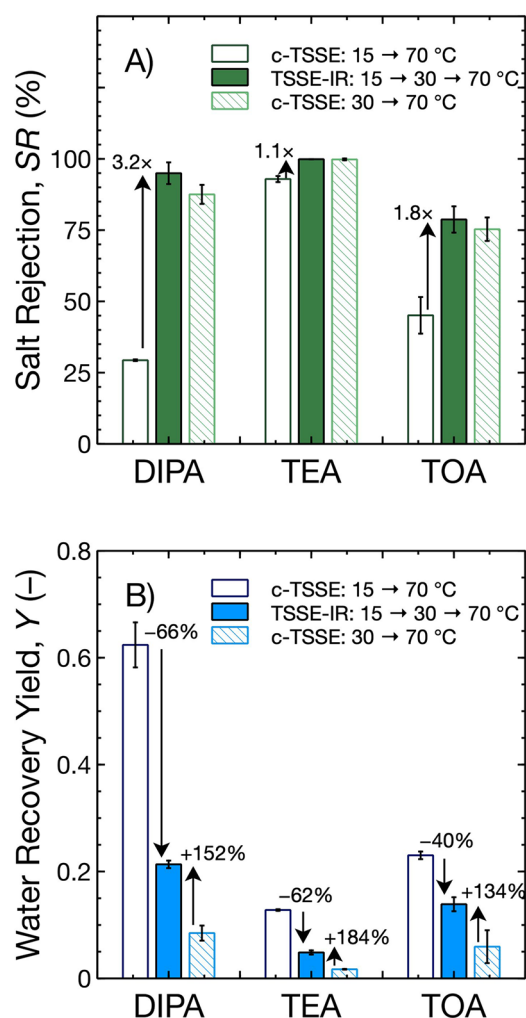 A)
c-TSSE: 15 → 70 °C
TSSE-IR: 15 → 30 → 70 °C
c-TSSE: 30 → 70 °C
Salt Rejection, SR (%)
100
75
50
25
0
3.2×
1.1×
1.8×
DIPA
TEA
TOA
B)
c-TSSE: 15 → 70 °C
TSSE-IR: 15 → 30 → 70 °C
c-TSSE: 30 → 70 °C
Water Recovery Yield, Y (–)
0.8
0.6
0.4
0.2
0
−66%
+152%
−62%
+184%
−40%
+134%
DIPA
TEA
TOA